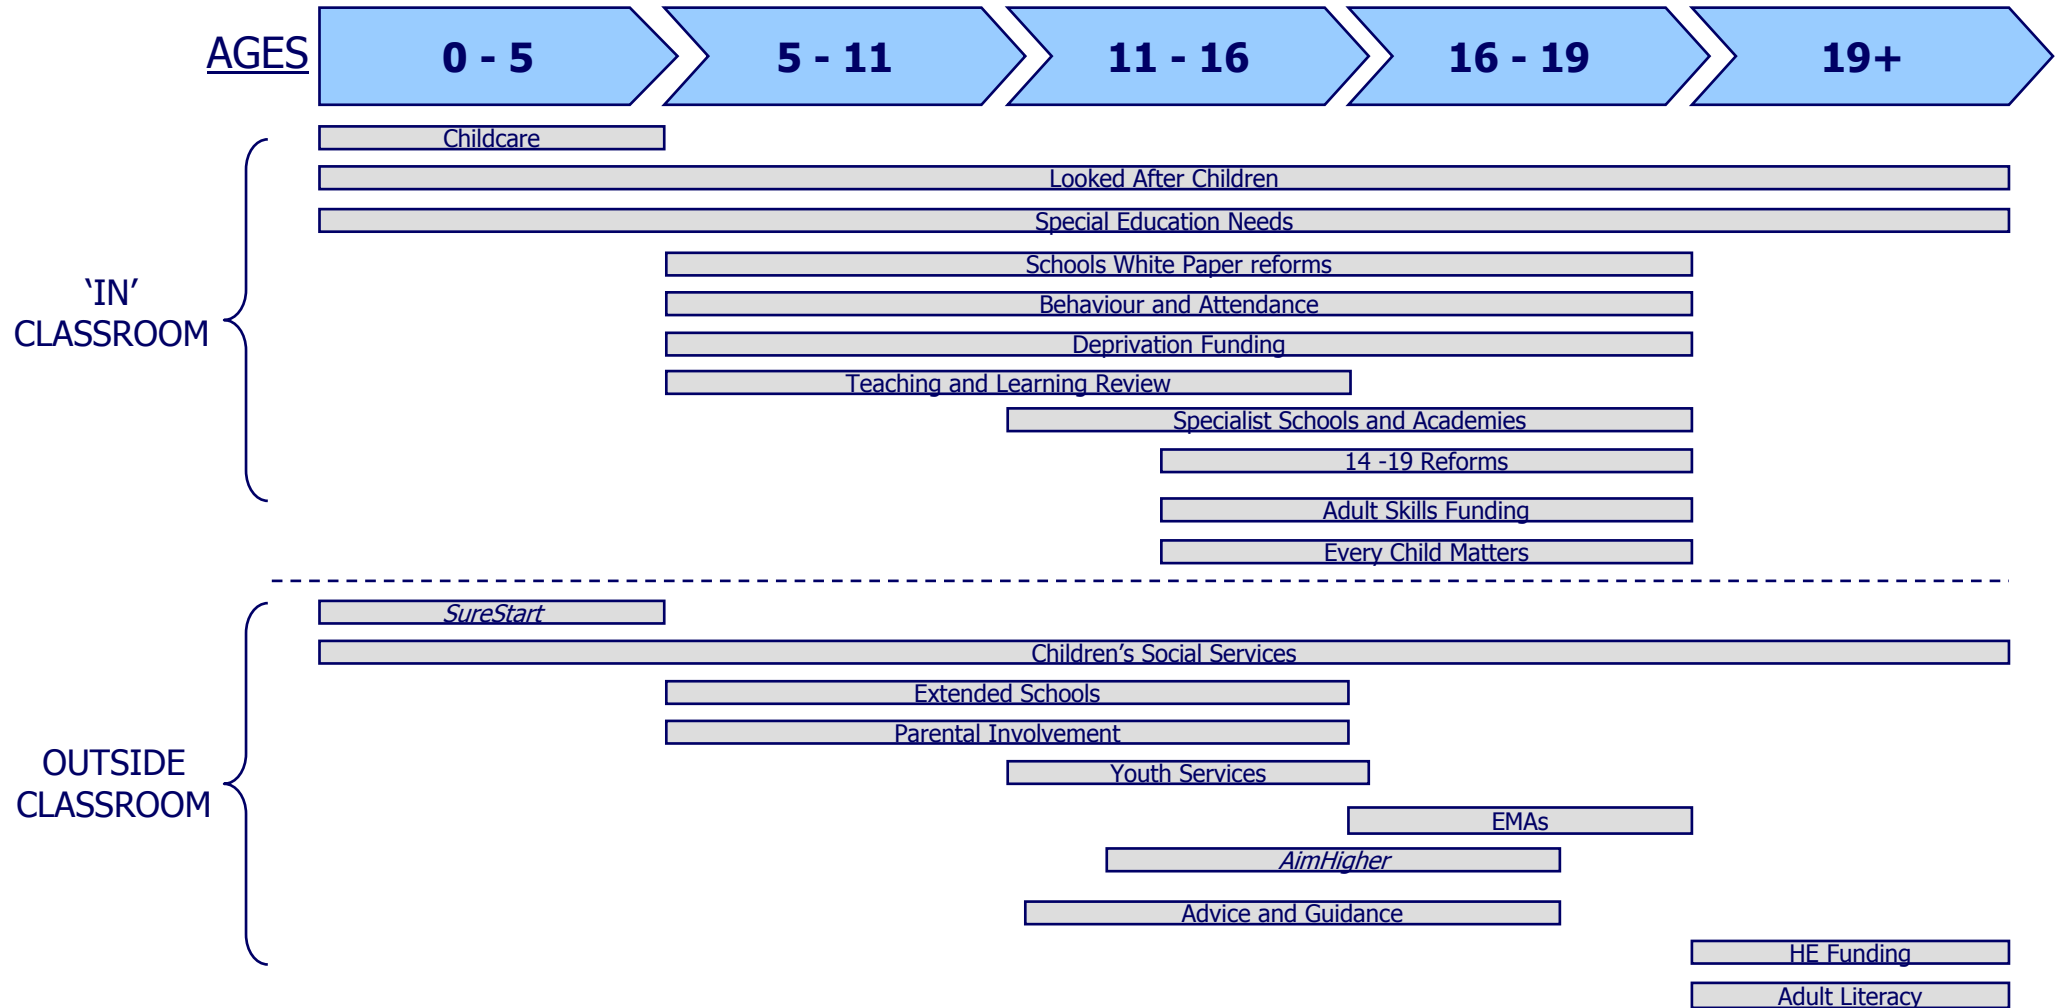 AGES
0 - 5
5 - 11
11 - 16
16 - 19
19+
‘IN’
CLASSROOM
Childcare
Looked After Children
Special Education Needs
Schools White Paper reforms
Behaviour and Attendance
Deprivation Funding
Teaching and Learning Review
Specialist Schools and Academies
14 -19 Reforms
Adult Skills Funding
Every Child Matters
OUTSIDE
CLASSROOM
SureStart
Children’s Social Services
Extended Schools
Parental Involvement
Youth Services
EMAs
AimHigher
Advice and Guidance
HE Funding
Adult Literacy